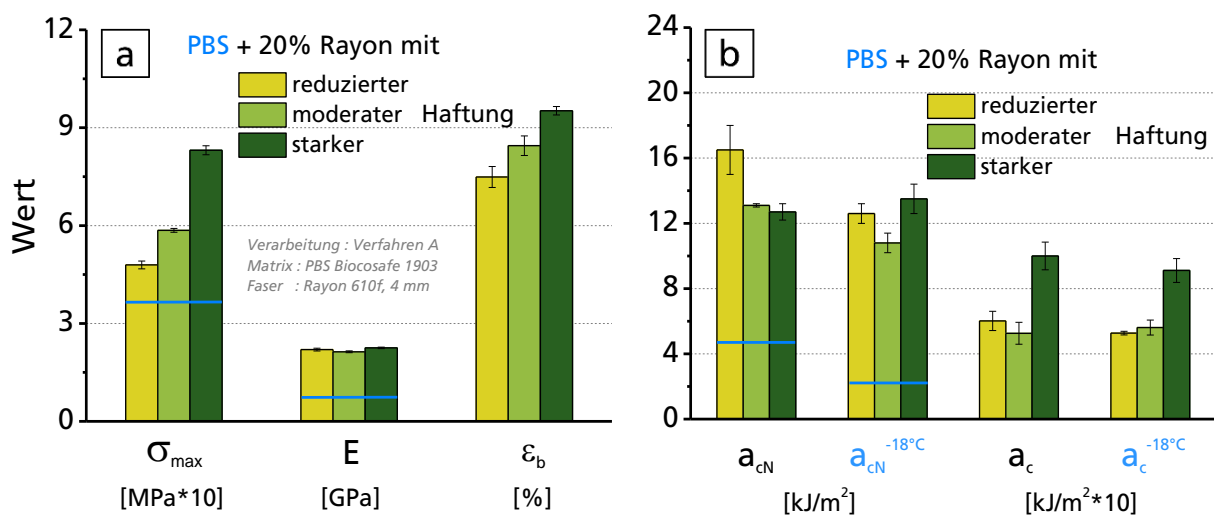 a
PBS + 20% Rayon mit
reduzierter
moderater Haftung
starker
Verarbeitung : Verfahren A
Matrix : PBS Biocosafe 1903
Faser : Rayon 610f, 4 mm
Wert
12
9
6
3
0
σmax
E
εb
[MPa*10]
[GPa]
[%]
b
PBS + 20% Rayon mit
reduzierter
moderater Haftung
starker
24
20
16
12
8
4
0
acN
acN-18°C
ac
ac-18°C
[kJ/m²]
[kJ/m²*10]